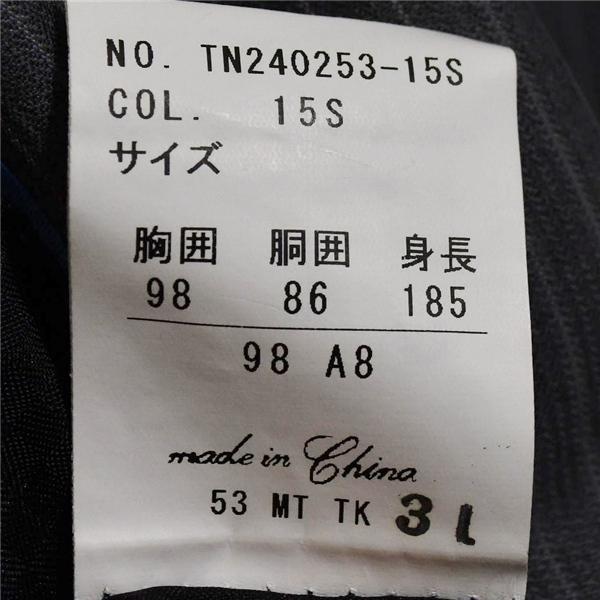 NO. TN240253-15S
COL. 15S
サイズ
胸囲 胴囲 身長
98 86 185
98 A8
made in China
53 MT TK 3 l